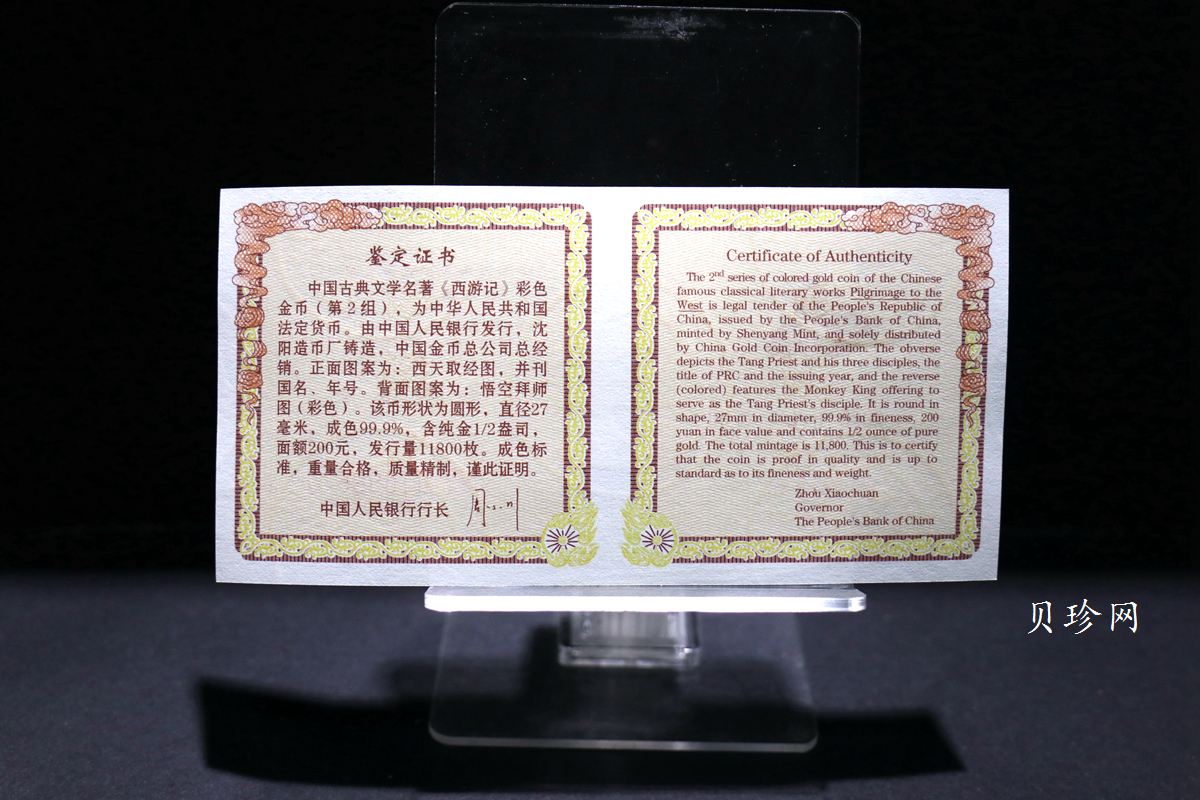 鉴定证书
中国古典文学名著《西游记》彩色
金币（第2组），为中华人民共和国
法定货币。由中国人民银行发行，沈
阳造币厂铸造，中国金币总公司总经
销。正面图案为：西天取经图，并刊
国名、年号。背面图案为：悟空拜师
图（彩色）。该币形状为圆形，直径27
毫米，成色99.9%，含纯金1/2盎司，
面额200元，发行量11800枚。成色标
准，重量合格，质量精制，谨此证明。
中国人民银行行长
Certificate of Authenticity
The 2nd series of colored gold coin of the Chinese
famous classical literary works Pilgrimage to the
West is legal tender of the People's Republic of
China, issued by the People's Bank of China,
minted by Shenyang Mint, and solely distributed
by China Gold Coin Incorporation. The obverse
depicts the Tang Priest and his three disciples, the
title of PRC and the issuing year, and the reverse
(colored) features the Monkey King offering to
serve as the Tang Priest's disciple. It is round in
shape, 27mm in diameter, 99.9% in fineness, 200
yuan in face value and contains 1/2 ounce of pure
gold. The total mintage is 11,800. This is to certify
that the coin is proof in quality and is up to
standard as to its fineness and weight.
Zhou Xiaochuan
Governor
The People's Bank of China
贝珍网